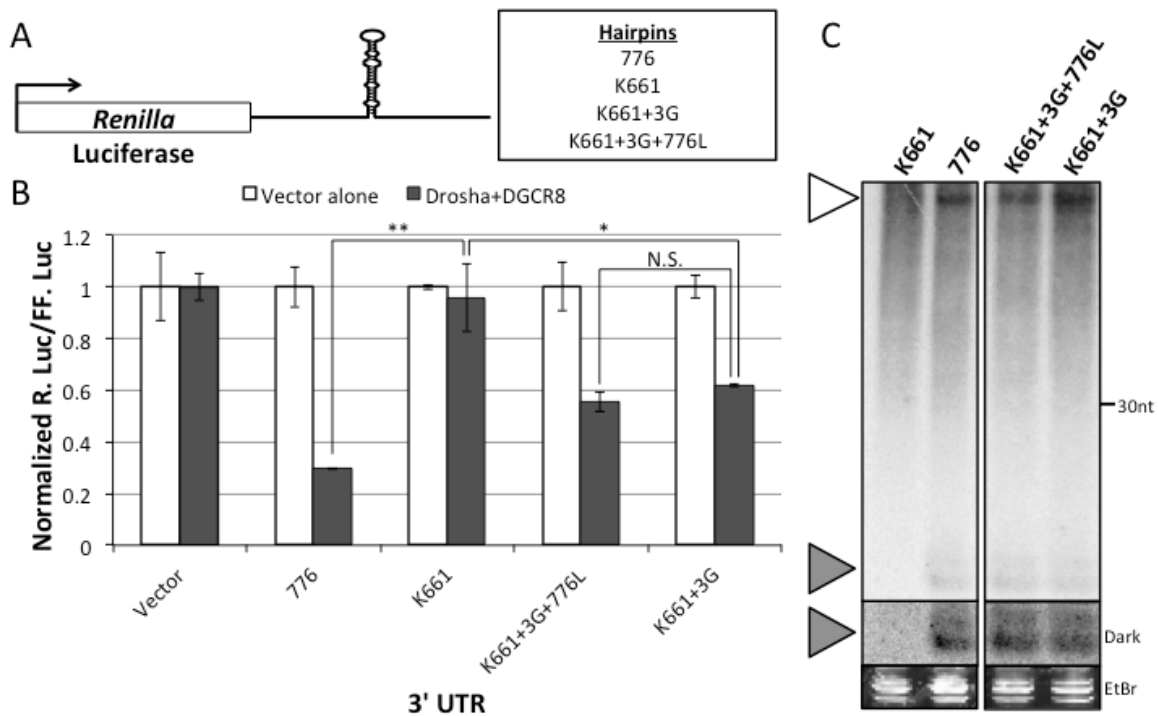 A
Renilla
Luciferase
Hairpins
776
K661
K661+3G
K661+3G+776L
B
Vector alone
Drosha+DGCR8
Normalized R. Luc/FF. Luc
1.2
1
0.8
0.6
0.4
0.2
0
**
*
N.S.
Vector
776
K661
K661+3G+776L
K661+3G
3' UTR
C
K661
776
K661+3G+776L
K661+3G
30nt
Dark
EtBr